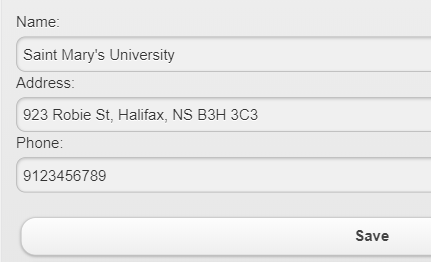 Name:
Saint Mary's University
Address:
923 Robie St, Halifax, NS B3H 3C3
Phone:
9123456789
Save